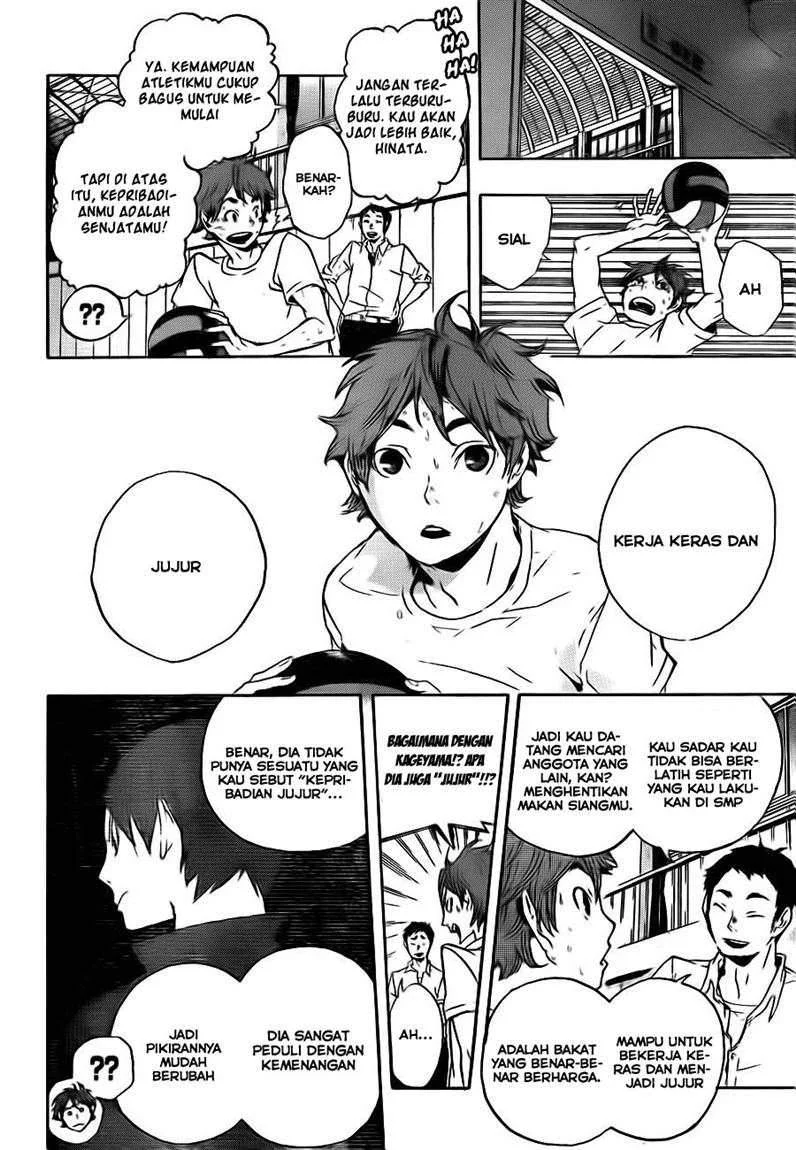 AH
SIAL
HA
HA
HA!
JANGAN TER-
LALU TERBURU-
BURU. KAU AKAN
JADI LEBIH BAIK,
HINATA.
BENAR-
KAH?
YA. KEMAMPUAN
ATLETIKMU CUKUP
BAGUS UNTUK ME-
MULAI
TAPI DI ATAS
ITU, KEPRIBADI-
ANMU ADALAH
SENJATAMU!
??
KERJA KERAS DAN
JUJUR
KAU SADAR KAU
TIDAK BISA BER-
LATIH SEPERTI
YANG KAU LAKU-
KAN DI SMP
JADI KAU DA-
TANG MENCARI
ANGGOTA YANG
LAIN, KAN?
MENGHENTIKAN
MAKAN SIANGMU.
MAMPU UNTUK
BEKERJA KE-
RAS DAN MEN-
JADI JUJUR
ADALAH BAKAT
YANG BENAR-BE-
NAR BERHARGA.
BAGAIMANA DENGAN
KAGEYAMA!? APA
DIA JUGA "JUJUR"!!?
AH...
BENAR, DIA TIDAK
PUNYA SESUATU YANG
KAU SEBUT "KEPRI-
BADIAN JUJUR"...
DIA SANGAT
PEDULI DENGAN
KEMENANGAN
JADI
PIKIRANNYA
MUDAH
BERUBAH
??